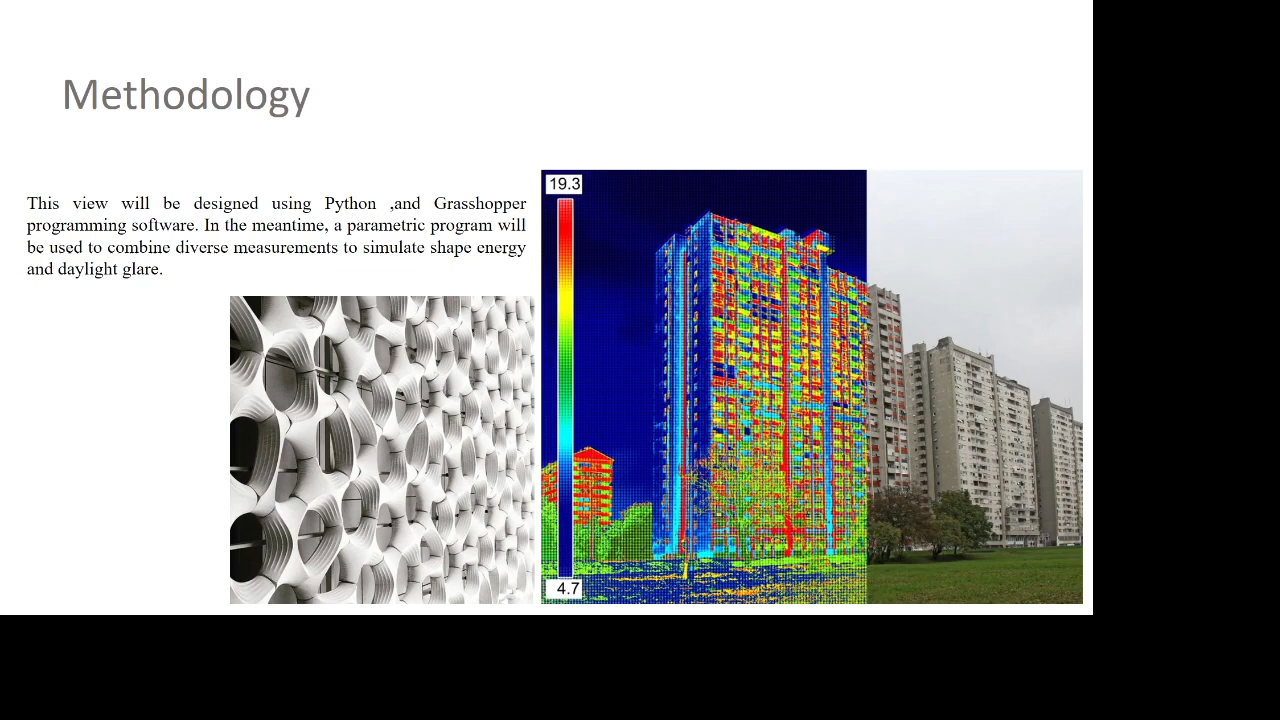 Methodology
This view will be designed using Python ,and Grasshopper
programming software. In the meantime, a parametric program will
be used to combine diverse measurements to simulate shape energy
and daylight glare.
19.3
4.7